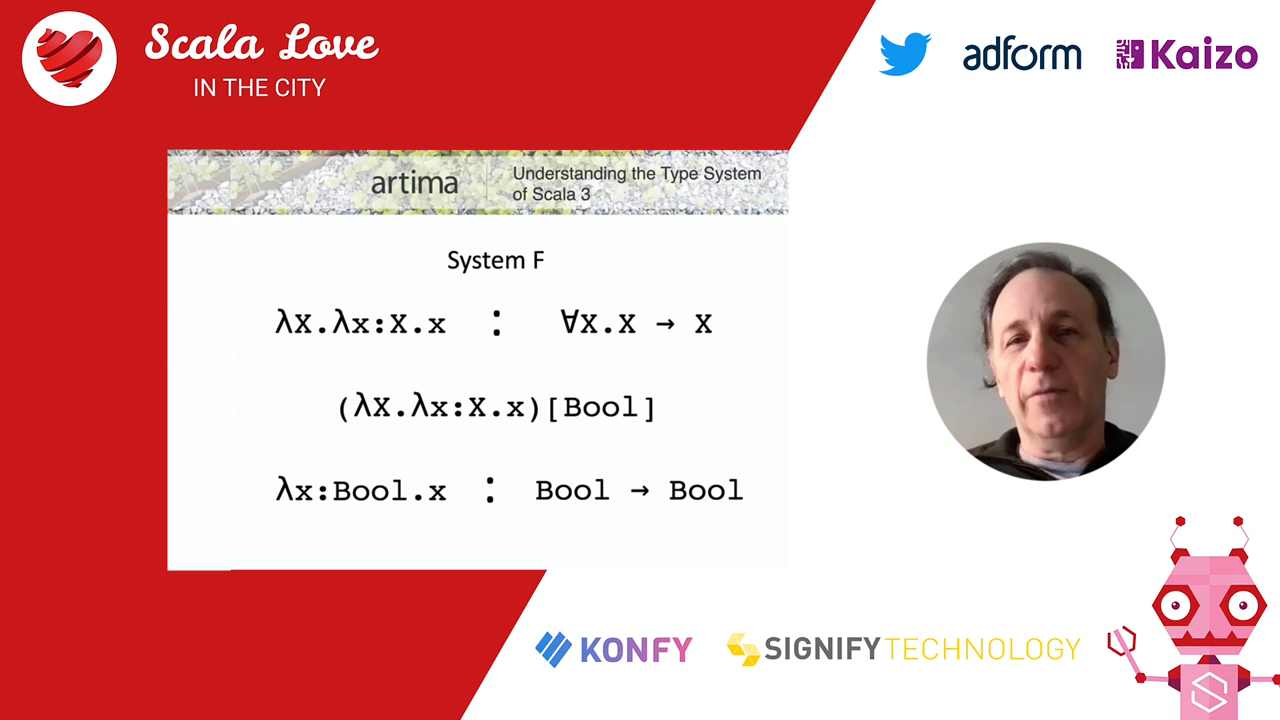 Scala Love
IN THE CITY
adform
Kaizo
artima
Understanding the Type System
of Scala 3
System F
λX.λx:X.x : ∀X.X → X
(λX.λx:X.x)[Bool]
λx:Bool.x : Bool → Bool
KONFY
SIGNIFYTECHNOLOGY